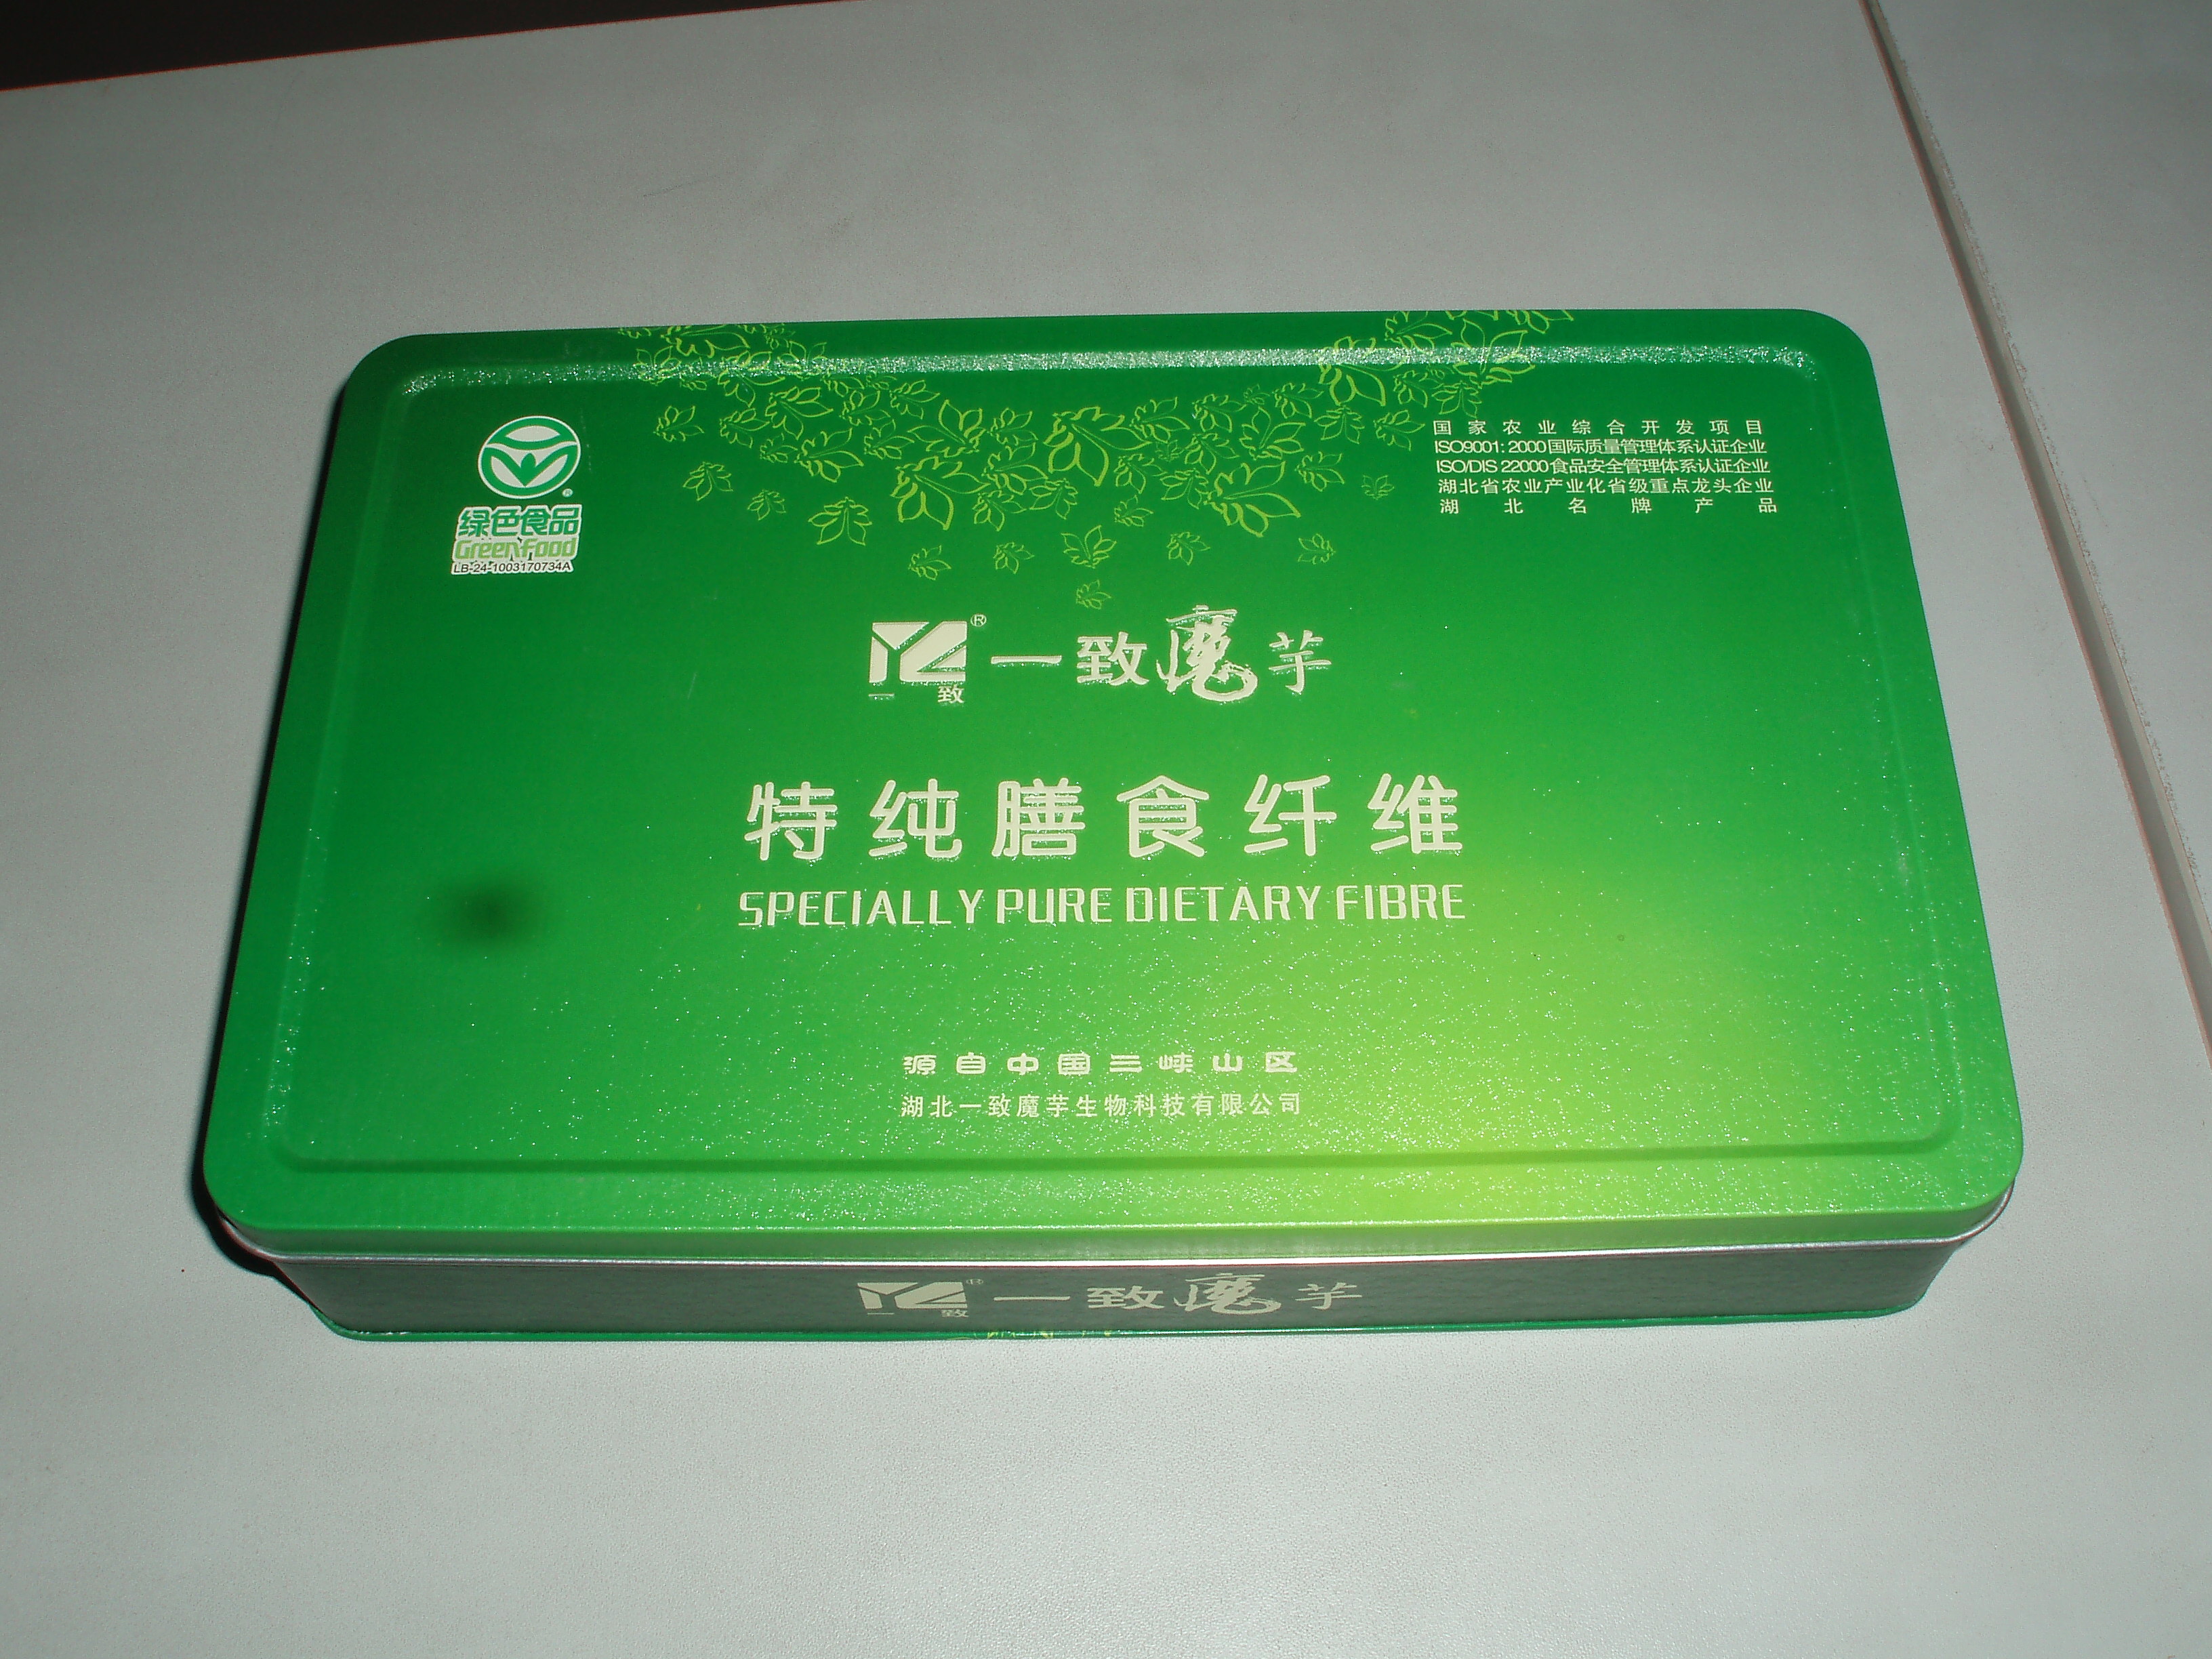 国家农业综合开发项目
ISO9001: 2000国际质量管理体系认证企业
ISO/DIS 22000食品安全管理体系认证企业
湖北省农业产业化省级重点龙头企业
湖北名牌产品
®
绿色食品
GreenFood
LB-24-1003170734A
YZ® 一致魔芋
一致
特纯膳食纤维
SPECIALLY PURE DIETARY FIBRE
源自中国三峡山区
湖北一致魔芋生物科技有限公司
YZ® 一致魔芋
一致